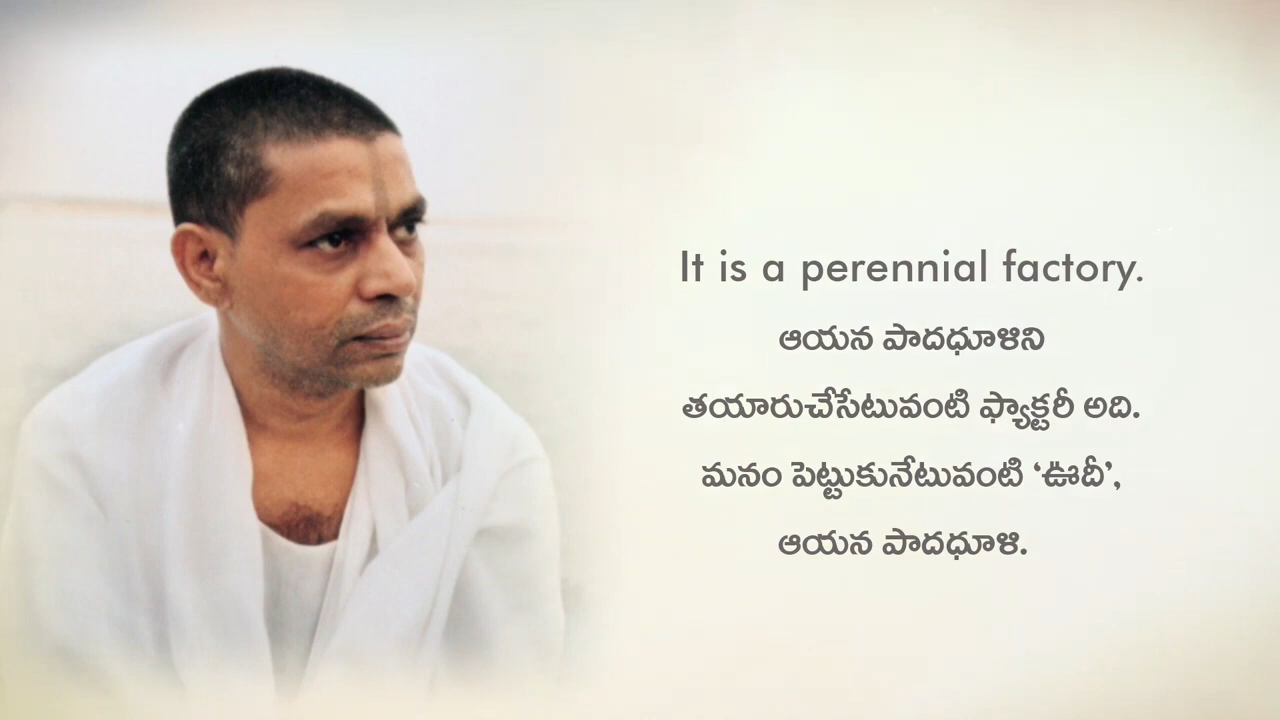 It is a perennial factory.
ఆయన పాదధూళిని
తయారుచేసేటువంటి ఫ్యాక్టరీ అది.
మనం పెట్టుకునేటువంటి ‘ఊదీ’,
ఆయన పాదధూళి.